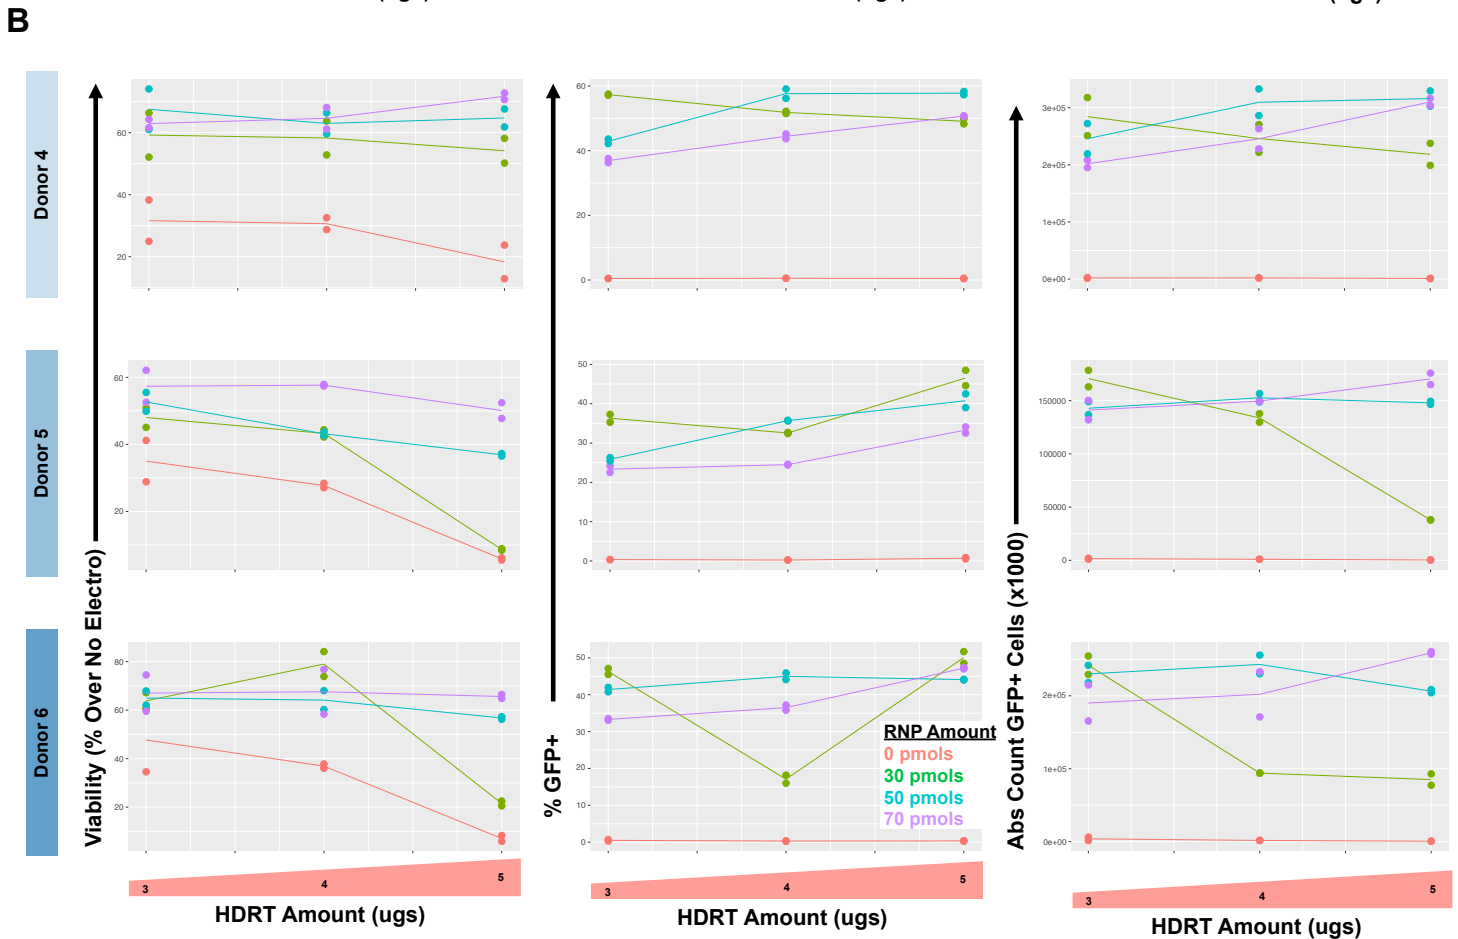 B
Donor 4
Donor 5
Donor 6
Viability (% Over No Electro)
60
40
20
60
40
20
80
60
40
20
3
4
5
HDRT Amount (ugs)
% GFP+
60
40
20
0
50
40
30
20
10
0
50
40
30
20
10
0
RNP Amount
0 pmols
30 pmols
50 pmols
70 pmols
3
4
5
HDRT Amount (ugs)
Abs Count GFP+ Cells (x1000)
3e+05
2e+05
1e+05
0e+00
150000
100000
50000
0
2e+05
1e+05
0e+00
3
4
5
HDRT Amount (ugs)